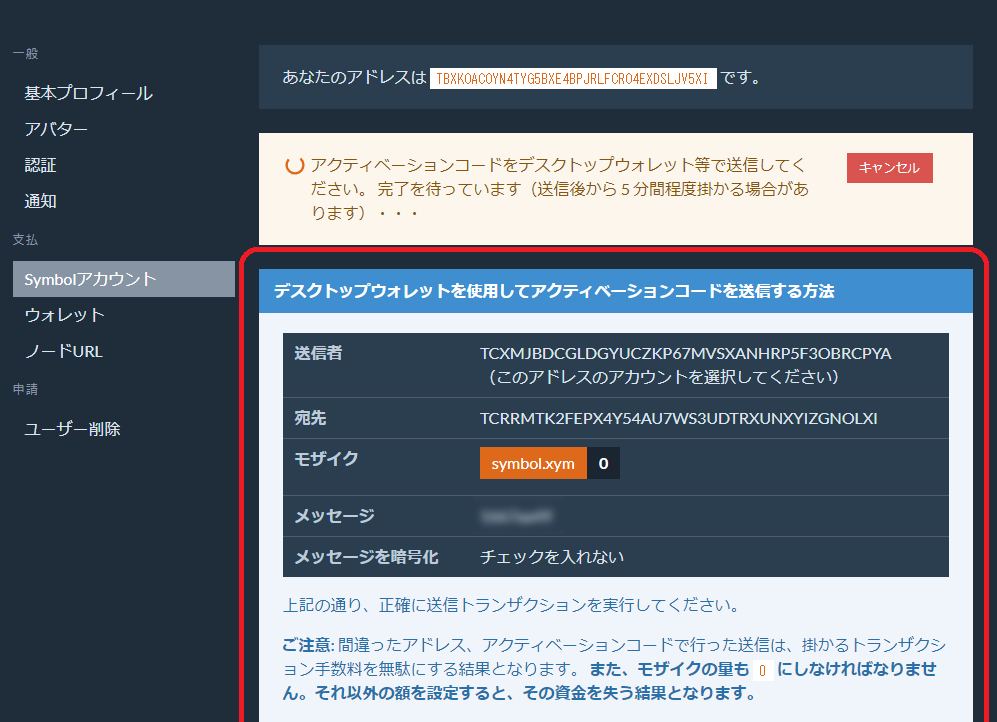 一般
基本プロフィール
アバター
認証
通知
支払
Symbolアカウント
ウォレット
ノードURL
申請
ユーザー削除
あなたのアドレスは TBXKOACOYN4TYG5BXE4BPJRLFCRO4EXDSLJV5XI です。
アクティベーションコードをデスクトップウォレット等で送信してく
ださい。 完了を待っています（送信後から 5 分間程度掛かる場合があ
ります）・・・
キャンセル
デスクトップウォレットを使用してアクティベーションコードを送信する方法
送信者 TCXMJBDCGLDGYUCZKP67MVSXANHRP5F3OBRCPYA
（このアドレスのアカウントを選択してください）
宛先 TCRRMTK2FEPX4Y54AU7WS3UDTRXUNXYIZGNOLXI
モザイク symbol.xym 0
メッセージ
メッセージを暗号化 チェックを入れない
上記の通り、正確に送信トランザクションを実行してください。
ご注意: 間違ったアドレス、アクティベーションコードで行った送信は、掛かるトランザクシ
ョン手数料を無駄にする結果となります。 また、モザイクの量も 0 にしなければなりませ
ん。それ以外の額を設定すると、その資金を失う結果となります。